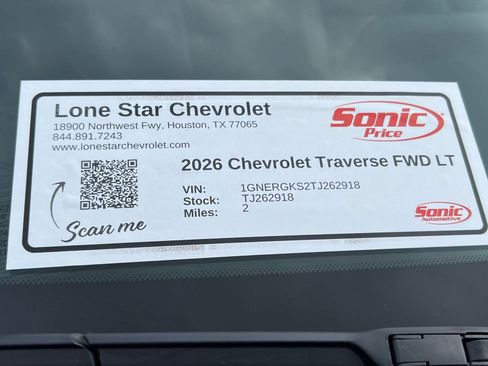 Lone Star Chevrolet
18900 Northwest Fwy, Houston, TX 77065
844.891.7243
www.lonestarchevrolet.com
Sonic
Price
2026 Chevrolet Traverse FWD LT
VIN: 1GNERGKS2TJ262918
Stock: TJ262918
Miles: 2
Scan me
Sonic
Automotive